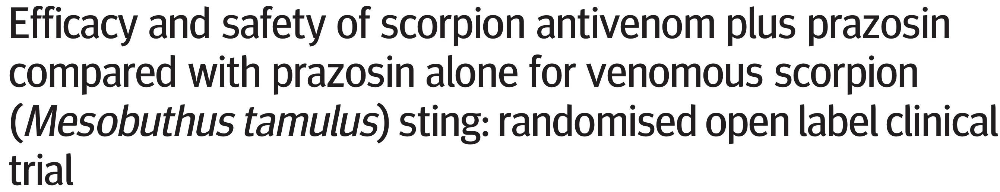 Efficacy and safety of scorpion antivenom plus prazosin
compared with prazosin alone for venomous scorpion
(Mesobuthus tamulus) sting: randomised open label clinical
trial